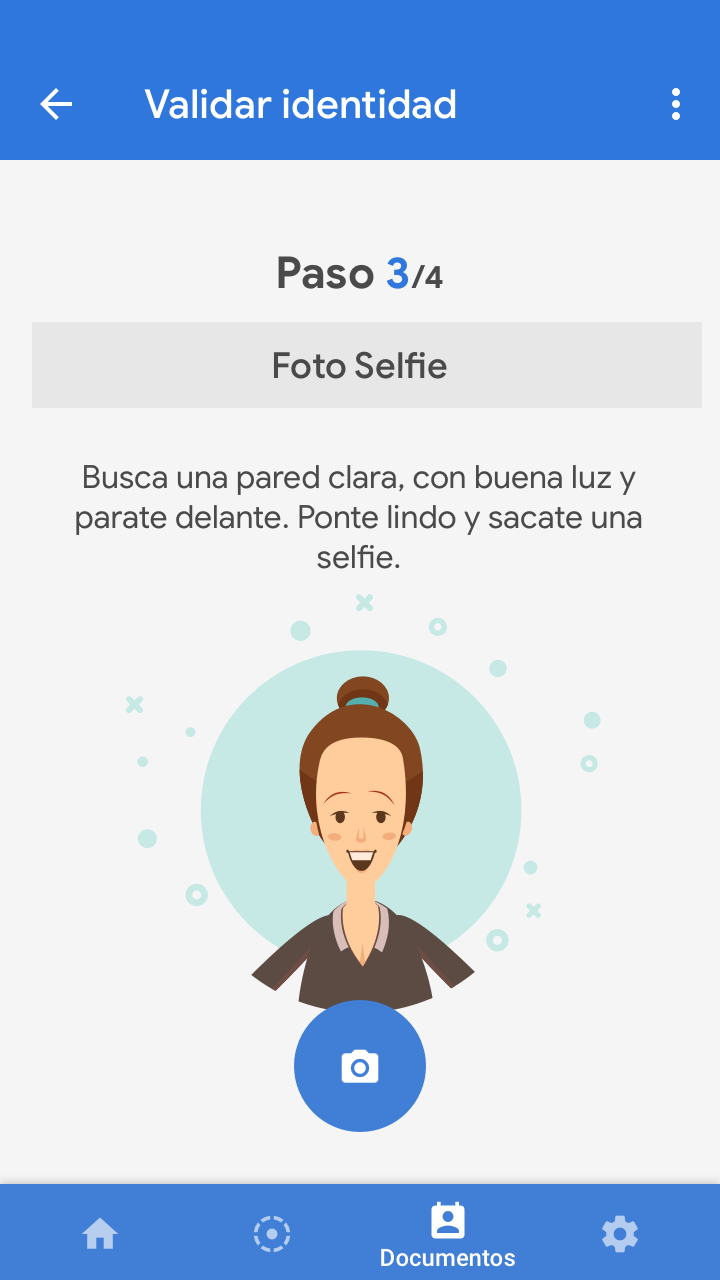 Validar identidad
Paso 3/4
Foto Selfie
Busca una pared clara, con buena luz y
parate delante. Ponte lindo y sacate una
selfie.
Documentos